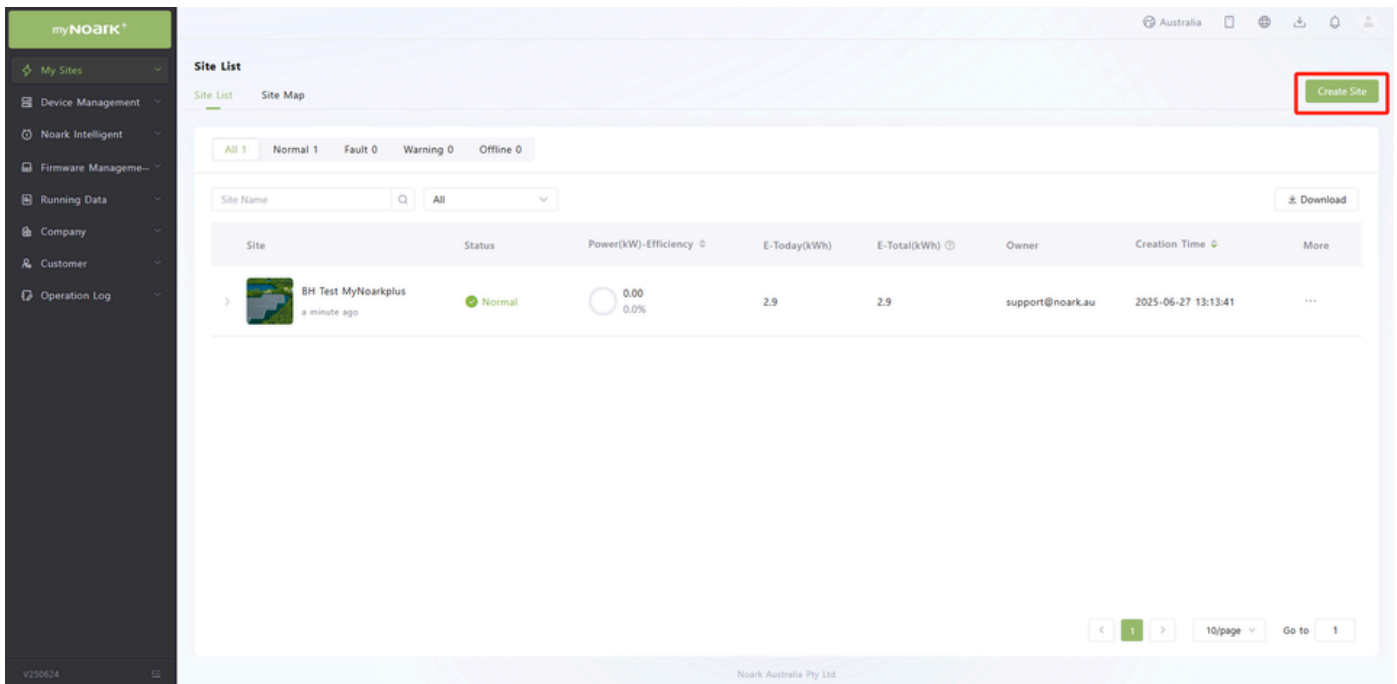 myNOARK+
Australia
My Sites
Device Management
Noark Intelligent
Firmware Manageme--
Running Data
Company
Customer
Operation Log
V250624
Site List
Site List Site Map
Create Site
All 1 Normal 1 Fault 0 Warning 0 Offline 0
Site Name All Download
Site Status Power(kW)-Efficiency E-Today(kWh) E-Total(kWh) Owner Creation Time More
BH Test MyNoarkplus
a minute ago
Normal
0.00
0.0%
2.9 2.9 support@noark.au 2025-06-27 13:13:41 ...
1 10/page Go to 1
Noark Australia Pty Ltd